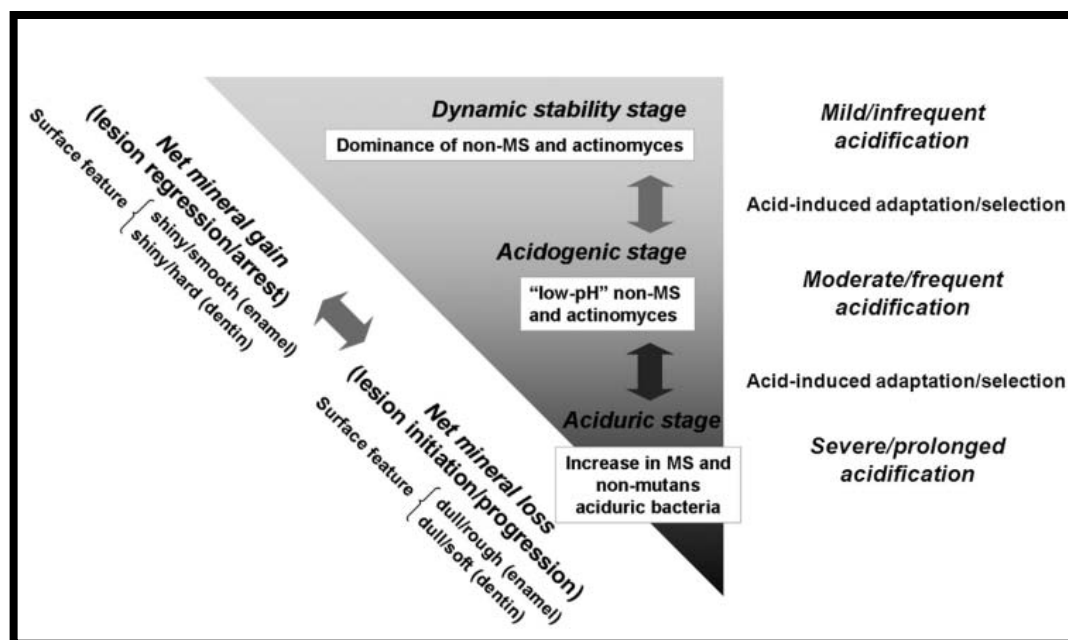 Dynamic stability stage
Dominance of non-MS and actinomyces
Acidogenic stage
“low-pH” non-MS
and actinomyces
Aciduric stage
Increase in MS and
non-mutans
aciduric bacteria
Mild/infrequent
acidification
Acid-induced adaptation/selection
Moderate/frequent
acidification
Acid-induced adaptation/selection
Severe/prolonged
acidification
Net mineral gain
(lesion regression/arrest)
Surface feature
shiny/smooth (enamel)
shiny/hard (dentin)
Net mineral loss
(lesion initiation/progression)
Surface feature
dull/rough (enamel)
dull/soft (dentin)